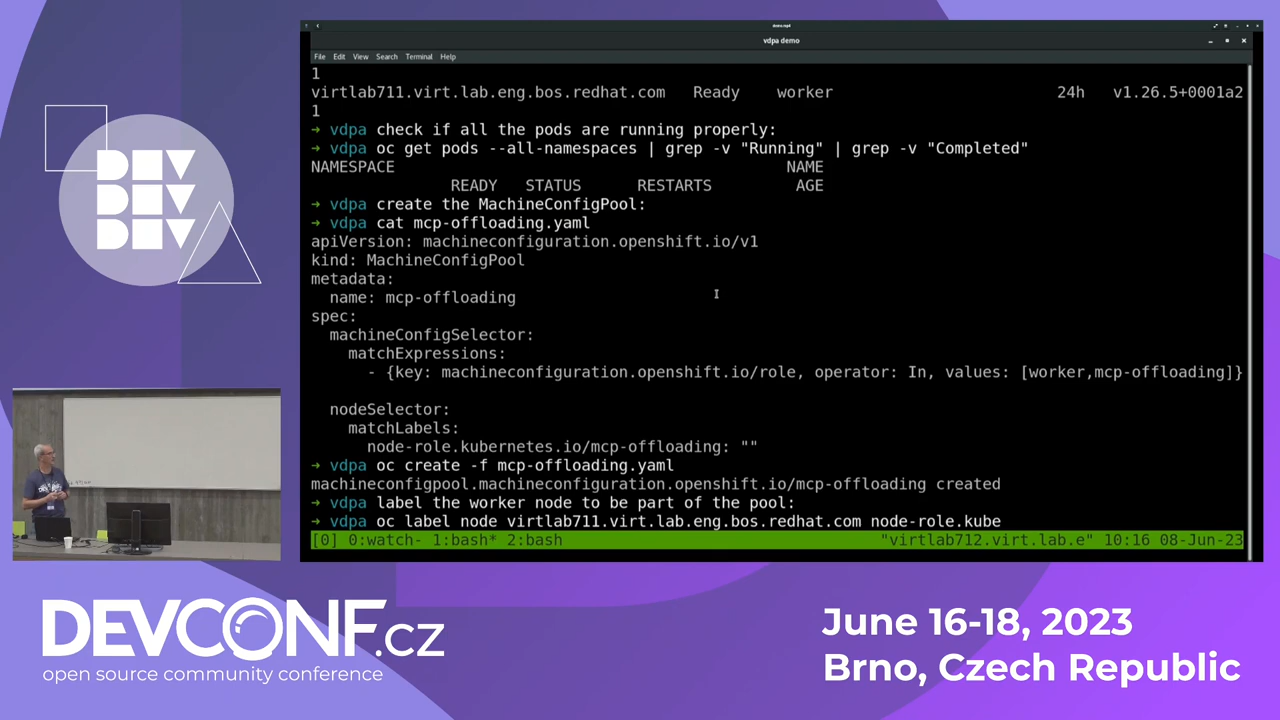 demo.mp4
vdpa demo
File Edit View Search Terminal Help
1
virtlab711.virt.lab.eng.bos.redhat.com Ready worker 24h v1.26.5+0001a2
1
→ vdpa check if all the pods are running properly:
→ vdpa oc get pods --all-namespaces | grep -v "Running" | grep -v "Completed"
NAMESPACE NAME
READY STATUS RESTARTS AGE
→ vdpa create the MachineConfigPool:
→ vdpa cat mcp-offloading.yaml
apiVersion: machineconfiguration.openshift.io/v1
kind: MachineConfigPool
metadata:
name: mcp-offloading
spec:
machineConfigSelector:
matchExpressions:
- {key: machineconfiguration.openshift.io/role, operator: In, values: [worker,mcp-offloading]}
nodeSelector:
matchLabels:
node-role.kubernetes.io/mcp-offloading: ""
→ vdpa oc create -f mcp-offloading.yaml
machineconfigpool.machineconfiguration.openshift.io/mcp-offloading created
→ vdpa label the worker node to be part of the pool:
→ vdpa oc label node virtlab711.virt.lab.eng.bos.redhat.com node-role.kube
[0] 0:watch- 1:bash* 2:bash "virtlab712.virt.lab.e" 10:16 08-Jun-23
DEV
DEV
DEV
DEVCONF.cz
open source community conference
June 16-18, 2023
Brno, Czech Republic